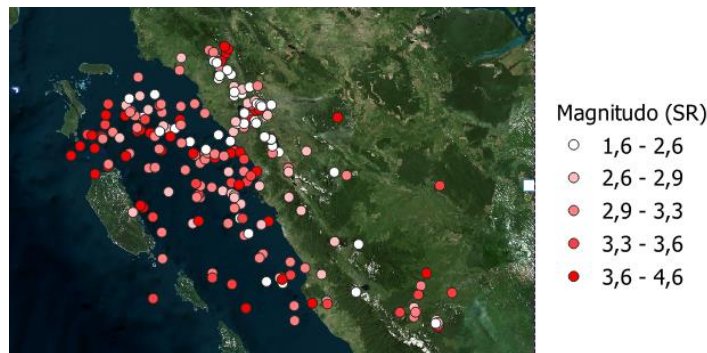 Magnitudo (SR)
1,6 - 2,6
2,6 - 2,9
2,9 - 3,3
3,3 - 3,6
3,6 - 4,6